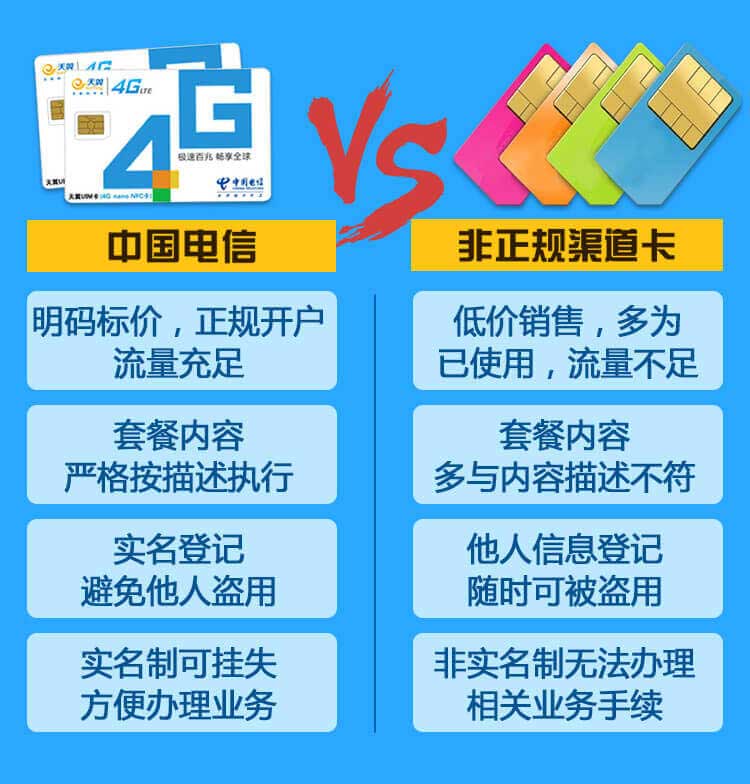 天翼
4G LTE
天翼
4G LTE
4G
极速百兆 畅享全球
中国电信
天翼USIM卡 (4G nano NFC卡)
VS
中国电信
非正规渠道卡
明码标价，正规开户
流量充足
低价销售，多为
已使用，流量不足
套餐内容
严格按描述执行
套餐内容
多与内容描述不符
实名登记
避免他人盗用
他人信息登记
随时可被盗用
实名制可挂失
方便办理业务
非实名制无法办理
相关业务手续